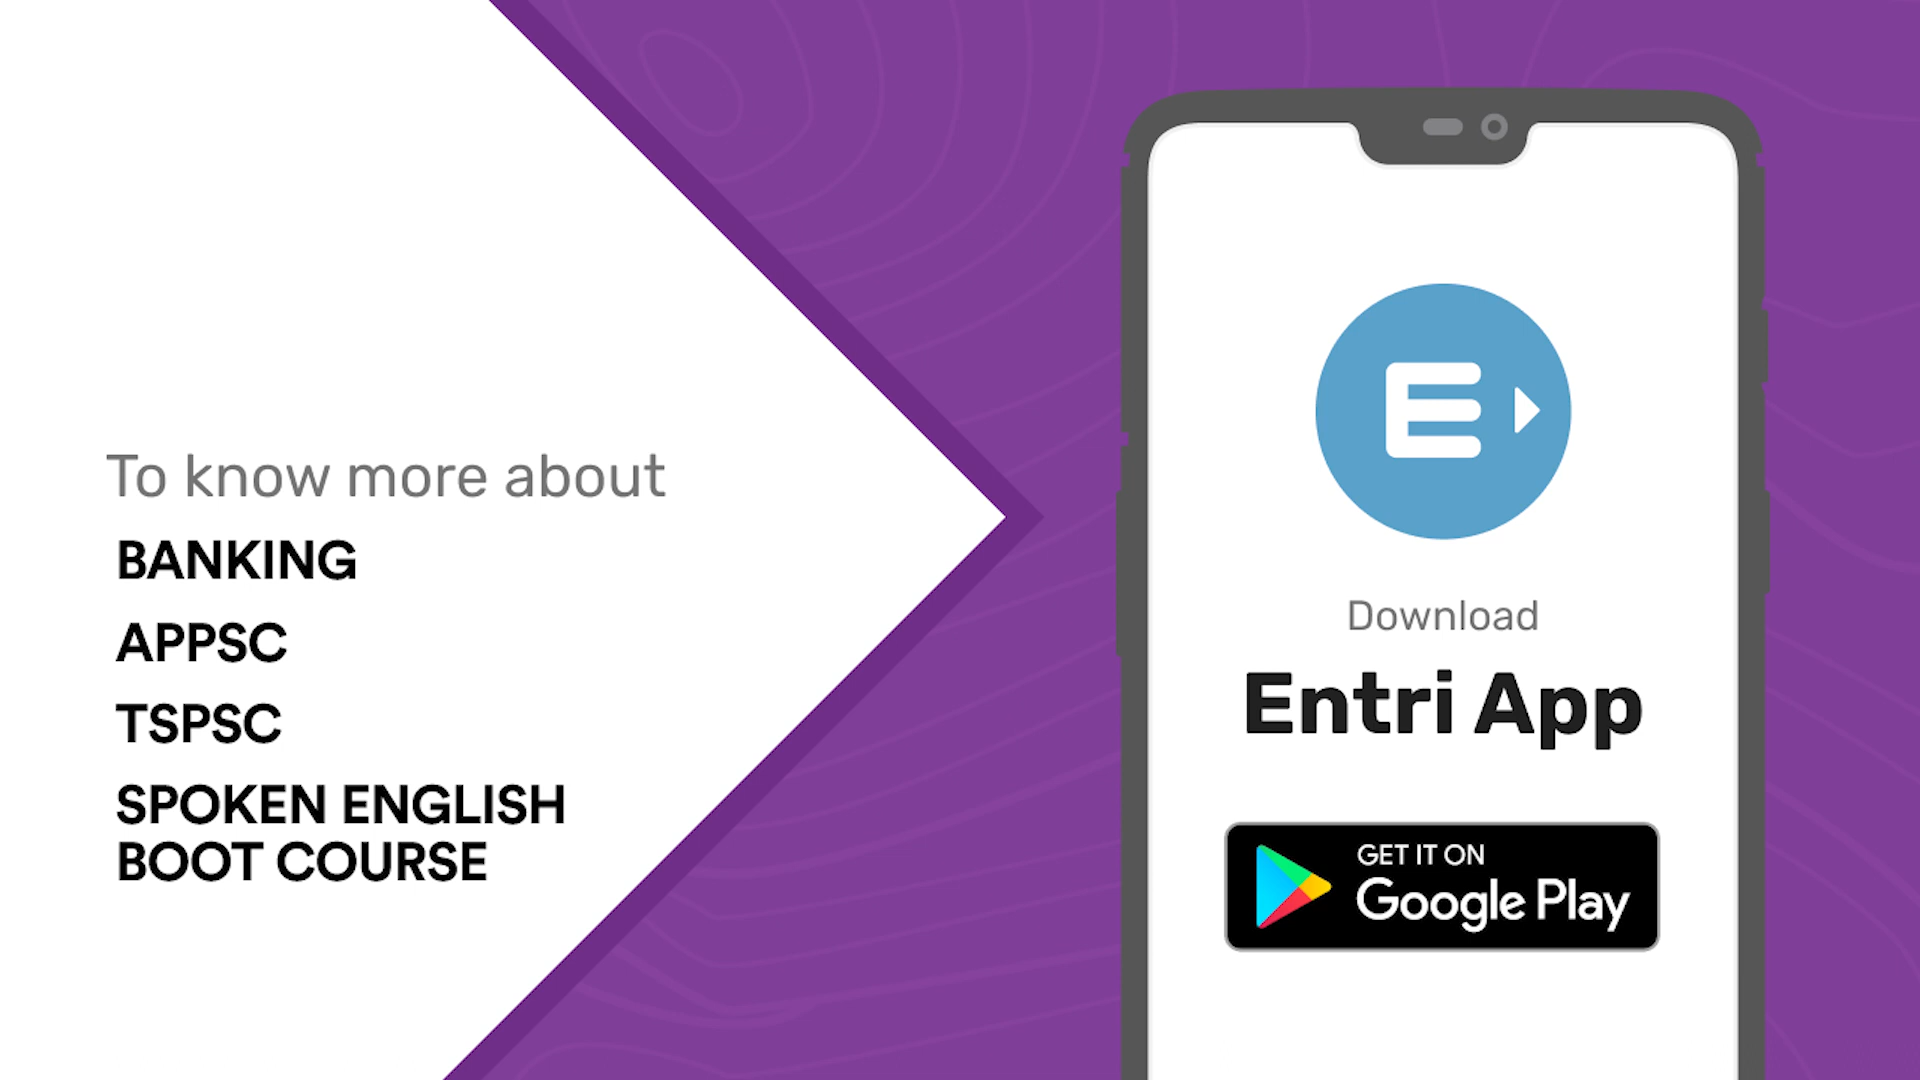 To know more about
BANKING
APPSC
TSPSC
SPOKEN ENGLISH
BOOT COURSE
E
Download
Entri App
GET IT ON
Google Play